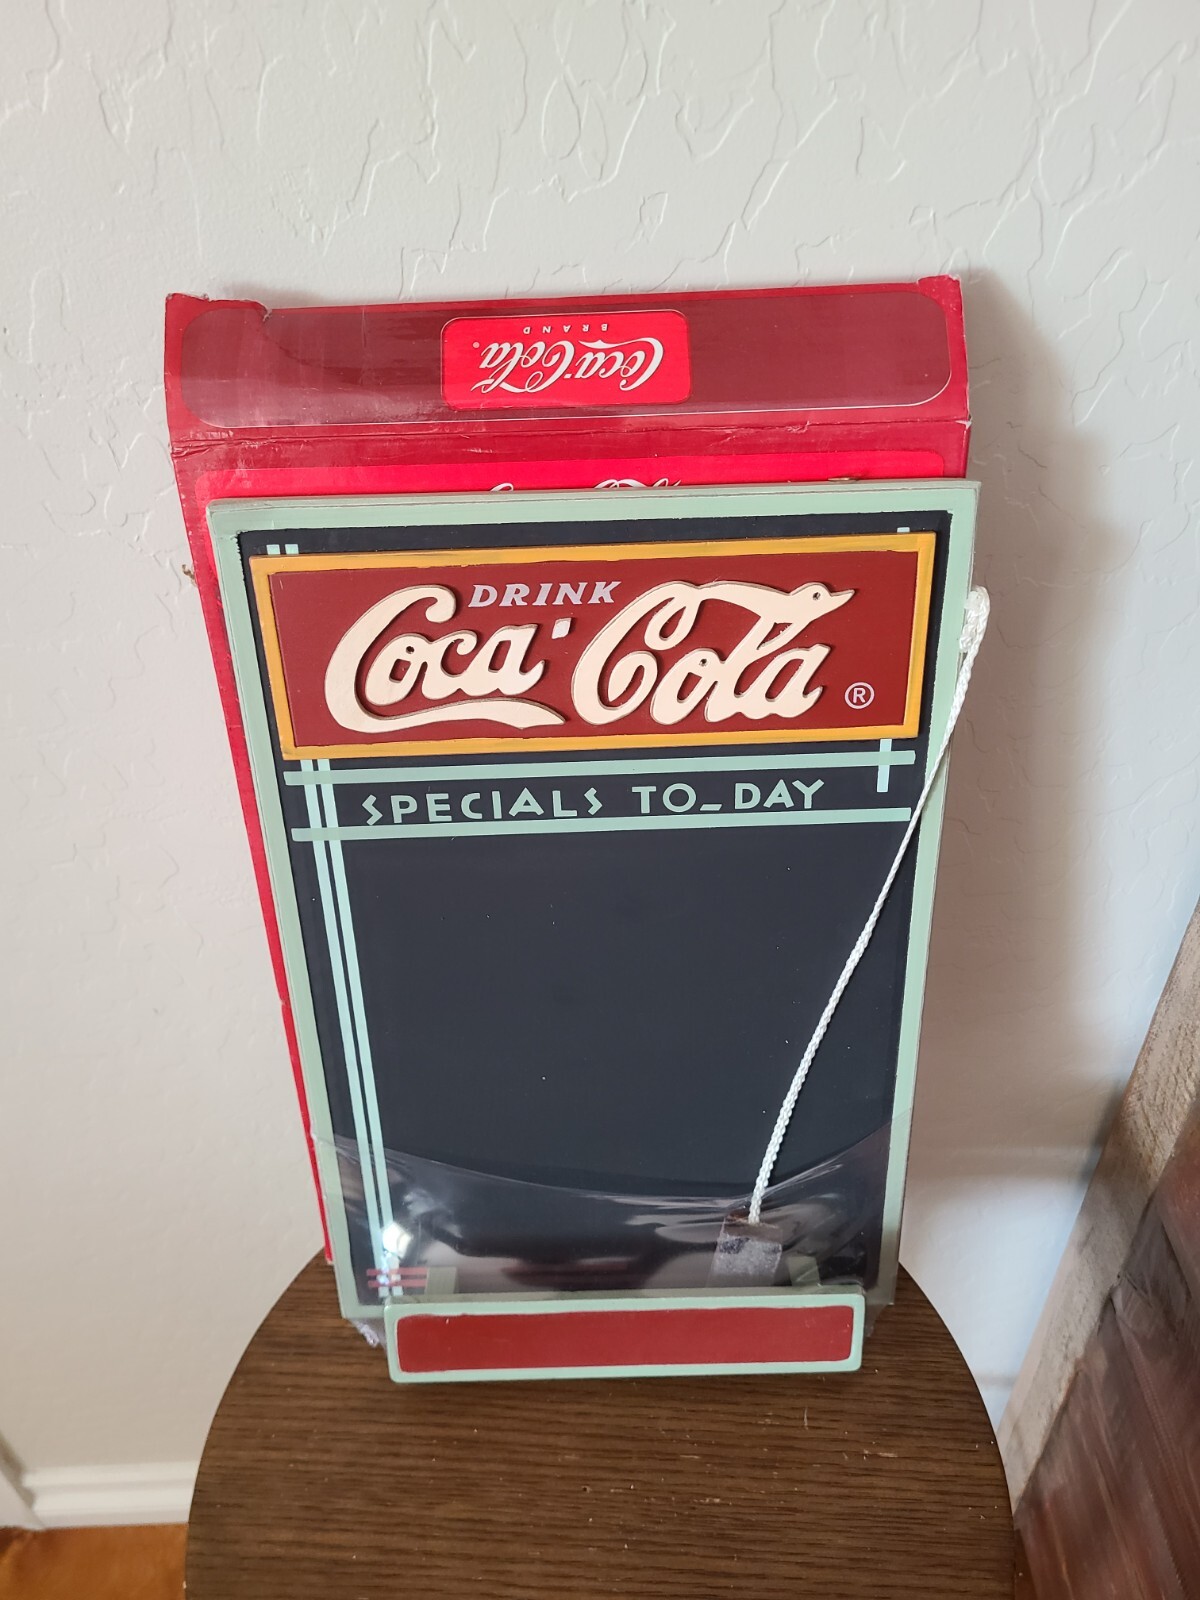 Coca-Cola
BRAND
DRINK
Coca-Cola ®
SPECIALS TO-DAY